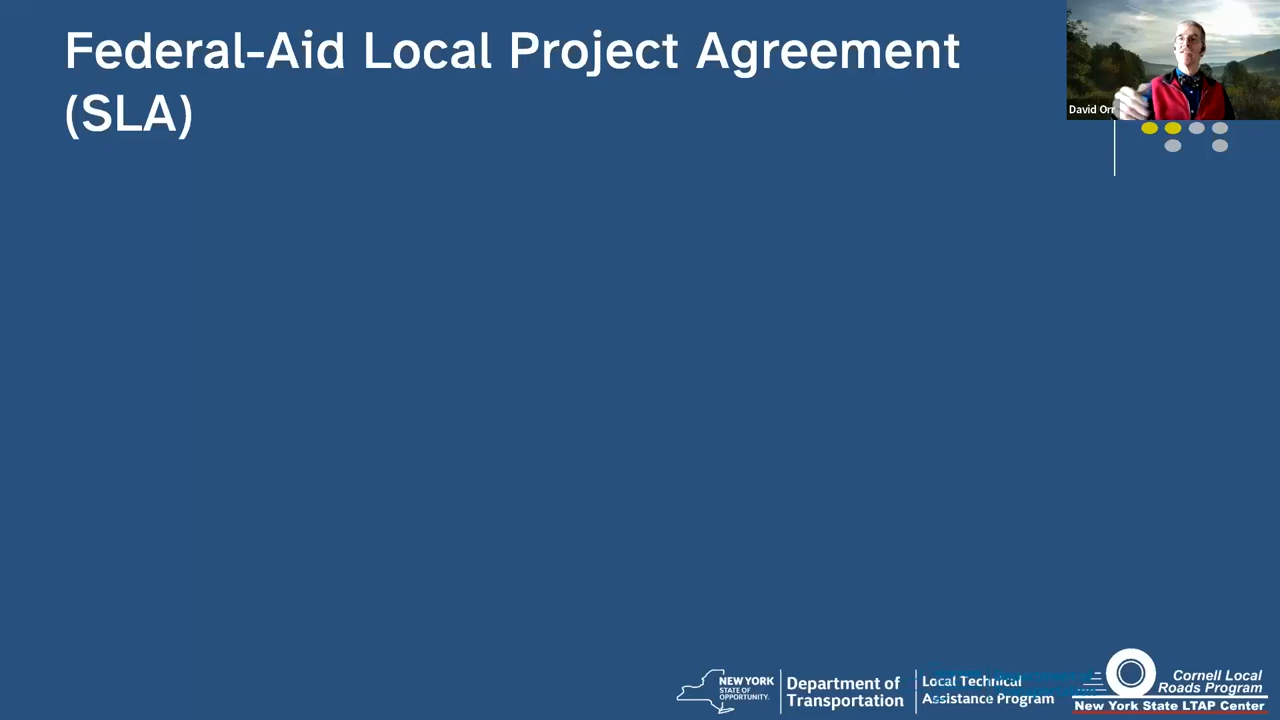 Federal-Aid Local Project Agreement
(SLA)
David Orr
NEW YORK
STATE OF
OPPORTUNITY.
Department of
Transportation
Local Technical
Assistance Program
Cornell Local
Roads Program
New York State LTAP Center